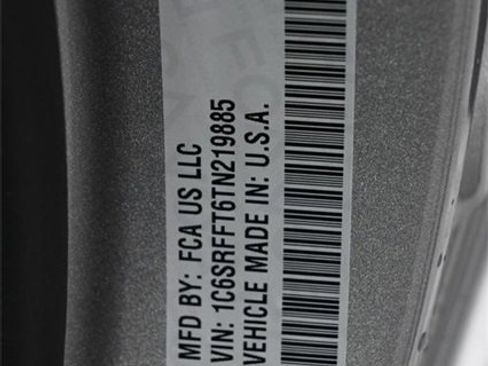 MFD BY: FCA US LLC
VIN: 1C6SRFFT6TN219885
VEHICLE MADE IN: U.S.A.